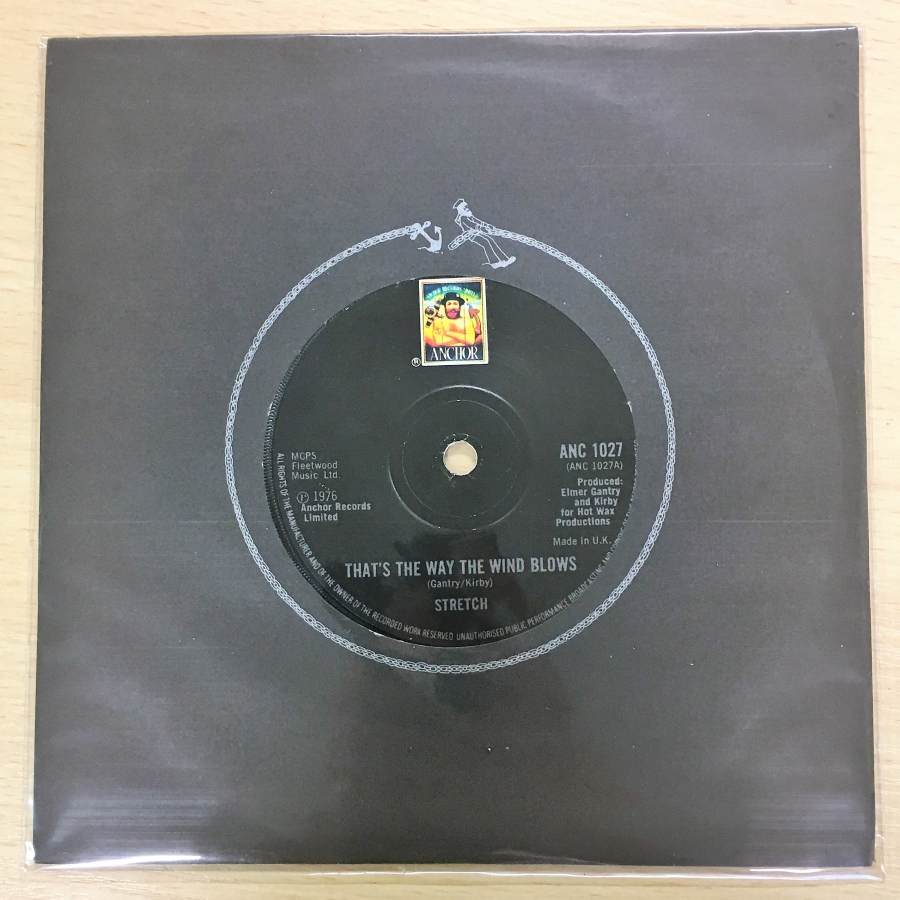 ANCHOR
®
MCPS
Fleetwood
Music Ltd.
Ⓟ 1976
Anchor Records
Limited
ANC 1027
(ANC 1027A)
Produced:
Elmer Gantry
and Kirby
for Hot Wax
Productions
Made in U.K.
THAT'S THE WAY THE WIND BLOWS
(Gantry/Kirby)
STRETCH
ALL RIGHTS OF THE MANUFACTURER AND OF THE OWNER OF THE RECORDED WORK RESERVED UNAUTHORISED PUBLIC PERFORMANCE BROADCASTING AND